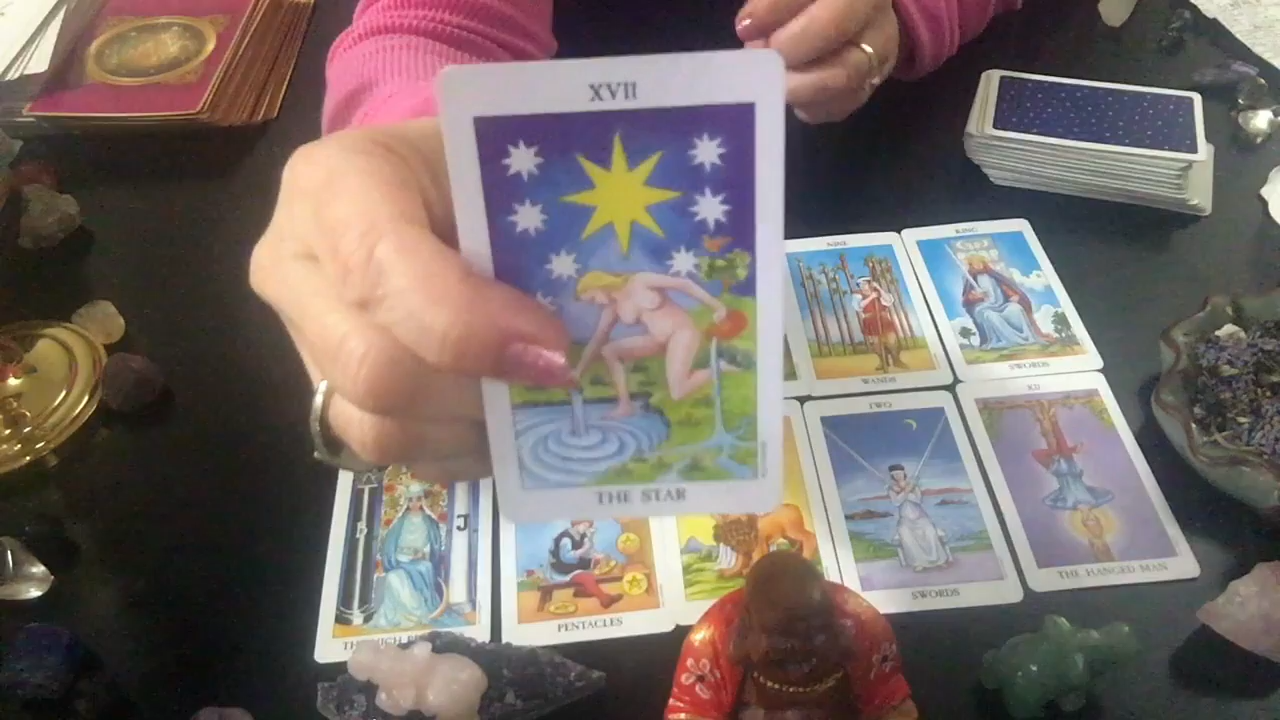 XVII
THE STAR
NINE
WANDS
KING
SWORDS
B
J
PENTACLES
TWO
SWORDS
XII
THE HANGED MAN